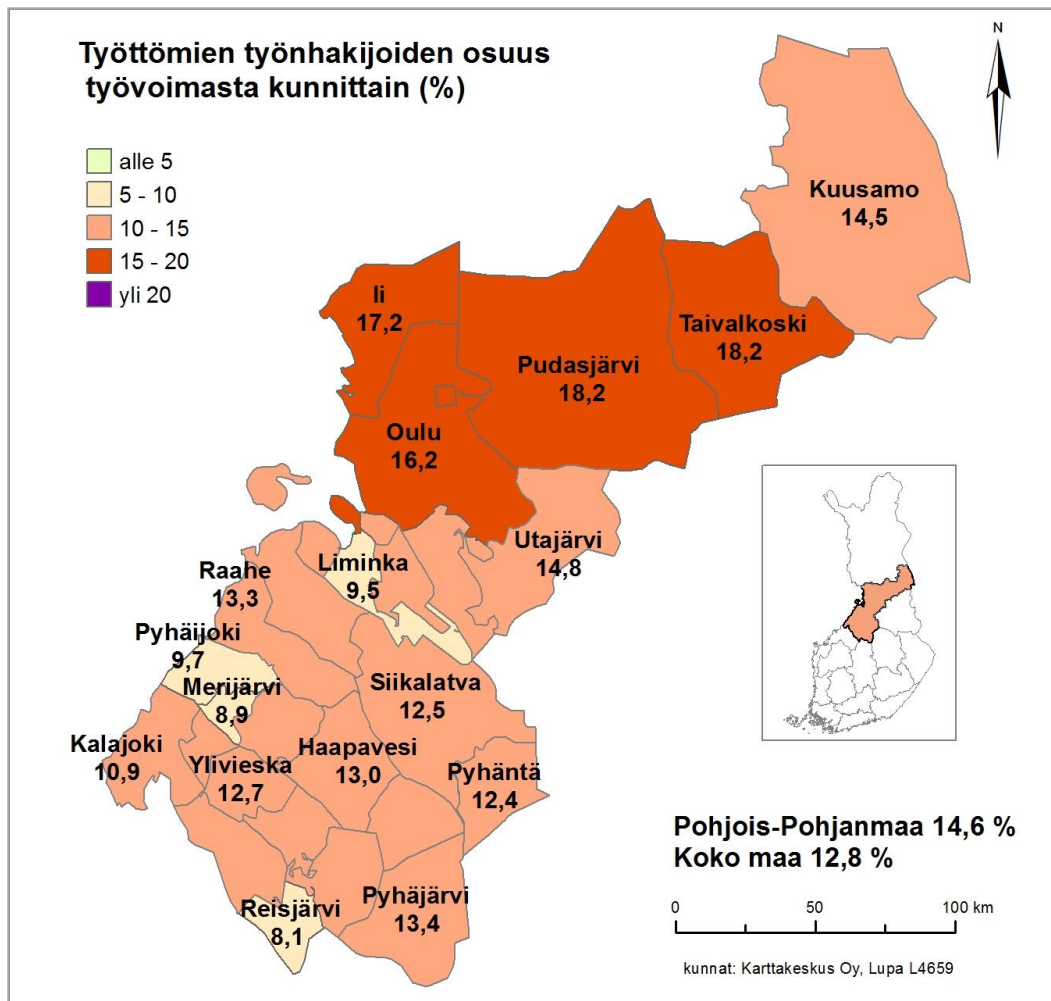 Työttömien työnhakijoiden osuus
työvoimasta kunnittain (%)
N
alle 5
5 - 10
10 - 15
15 - 20
yli 20
Kuusamo
14,5
Ii
17,2
Taivalkoski
18,2
Pudasjärvi
18,2
Oulu
16,2
Utajärvi
14,8
Liminka
9,5
Raahe
13,3
Pyhäijoki
9,7
Merijärvi
8,9
Siikalatva
12,5
Kalajoki
10,9
Ylivieska
12,7
Haapavesi
13,0
Pyhäntä
12,4
Pyhäjärvi
13,4
Reisjärvi
8,1
Pohjois-Pohjanmaa 14,6 %
Koko maa 12,8 %
0 50 100 km
kunnat: Karttakeskus Oy, Lupa L4659